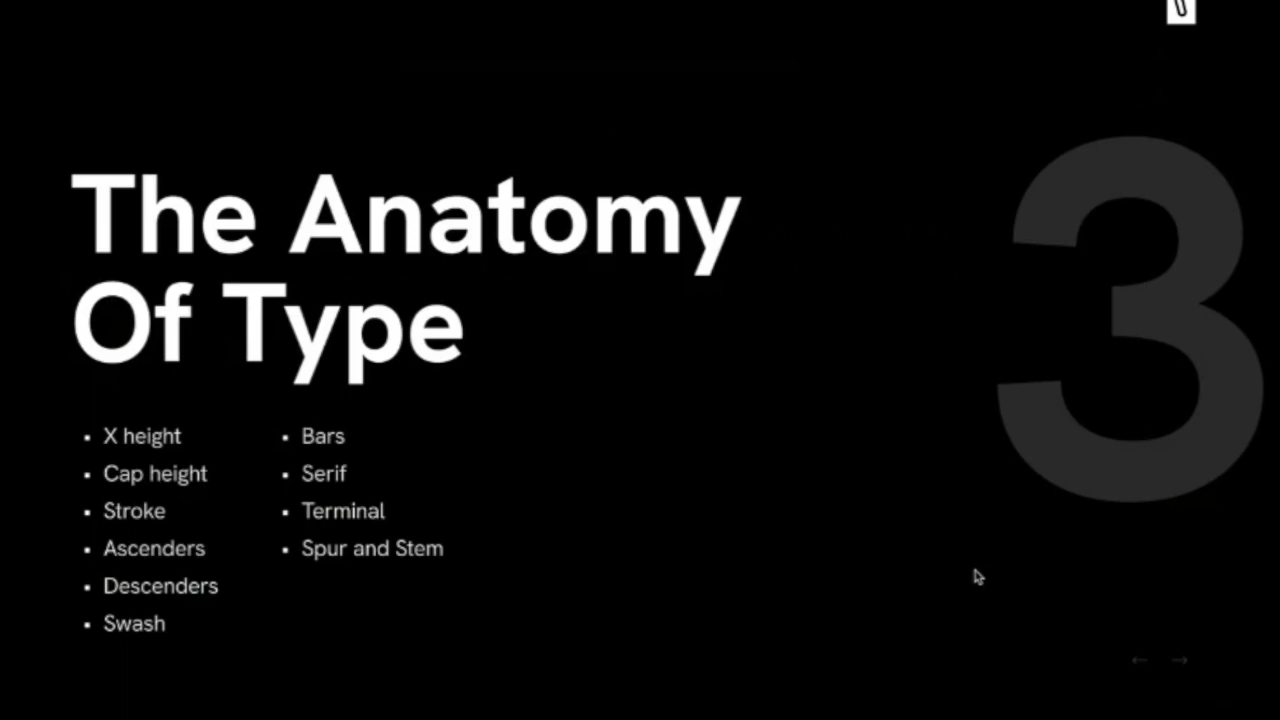 The Anatomy
Of Type
3
▪ X height
▪ Cap height
▪ Stroke
▪ Ascenders
▪ Descenders
▪ Swash
▪ Bars
▪ Serif
▪ Terminal
▪ Spur and Stem